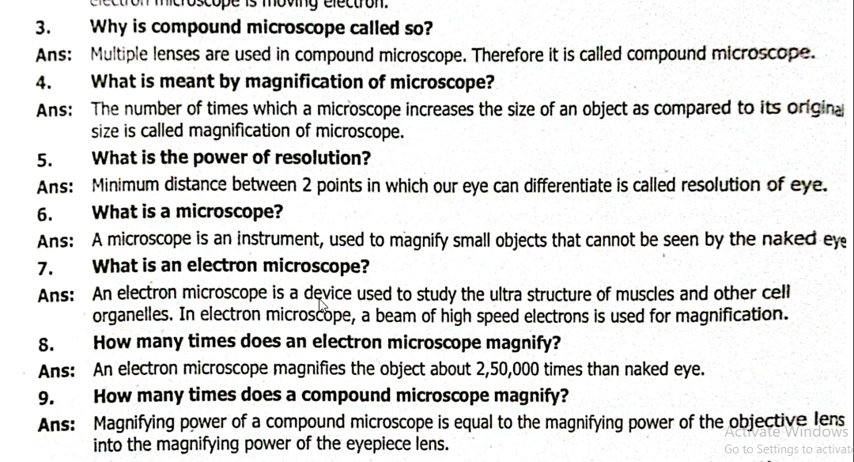 electron microscope is moving electron.
3. Why is compound microscope called so?
Ans: Multiple lenses are used in compound microscope. Therefore it is called compound microscope.
4. What is meant by magnification of microscope?
Ans: The number of times which a microscope increases the size of an object as compared to its original
size is called magnification of microscope.
5. What is the power of resolution?
Ans: Minimum distance between 2 points in which our eye can differentiate is called resolution of eye.
6. What is a microscope?
Ans: A microscope is an instrument, used to magnify small objects that cannot be seen by the naked eye
7. What is an electron microscope?
Ans: An electron microscope is a device used to study the ultra structure of muscles and other cell
organelles. In electron microscope, a beam of high speed electrons is used for magnification.
8. How many times does an electron microscope magnify?
Ans: An electron microscope magnifies the object about 2,50,000 times than naked eye.
9. How many times does a compound microscope magnify?
Ans: Magnifying power of a compound microscope is equal to the magnifying power of the objective lens
into the magnifying power of the eyepiece lens.
Activate Windows
Go to Settings to activat